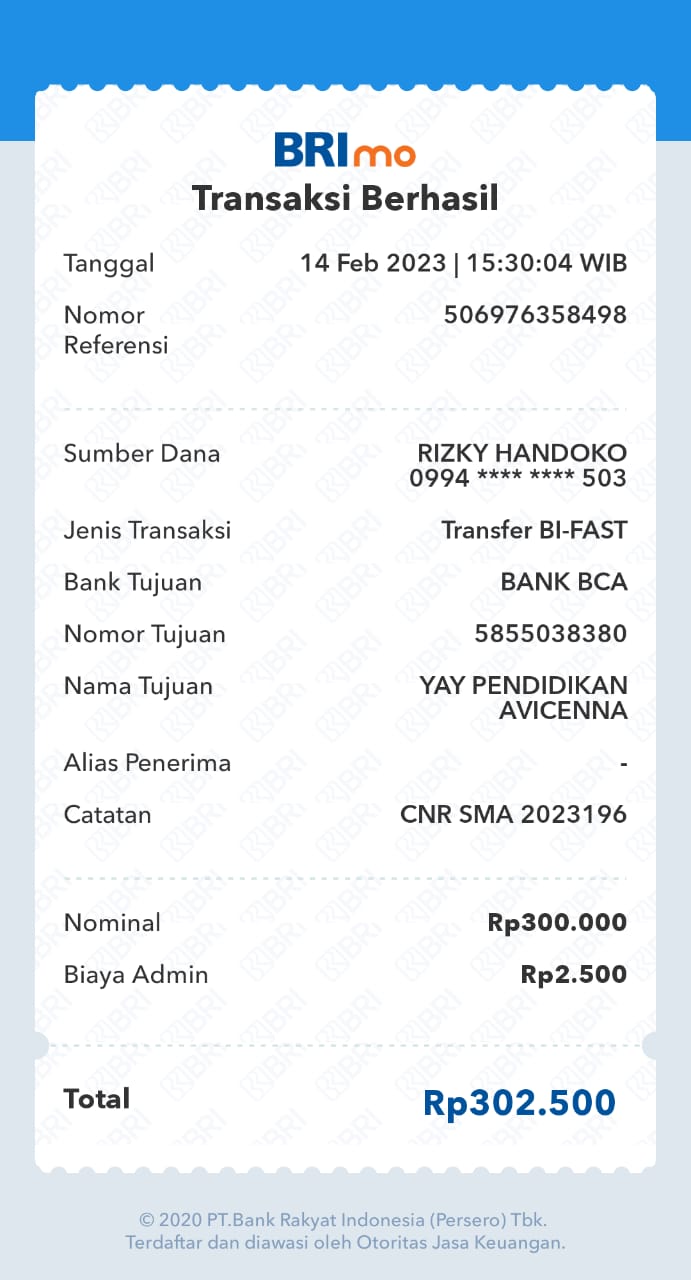 BRImo
Transaksi Berhasil
Tanggal 14 Feb 2023 | 15:30:04 WIB
Nomor Referensi 506976358498
Sumber Dana RIZKY HANDOKO
0994 **** **** 503
Jenis Transaksi Transfer BI-FAST
Bank Tujuan BANK BCA
Nomor Tujuan 5855038380
Nama Tujuan YAY PENDIDIKAN
AVICENNA
Alias Penerima -
Catatan CNR SMA 2023196
Nominal Rp300.000
Biaya Admin Rp2.500
Total Rp302.500
© 2020 PT.Bank Rakyat Indonesia (Persero) Tbk.
Terdaftar dan diawasi oleh Otoritas Jasa Keuangan.